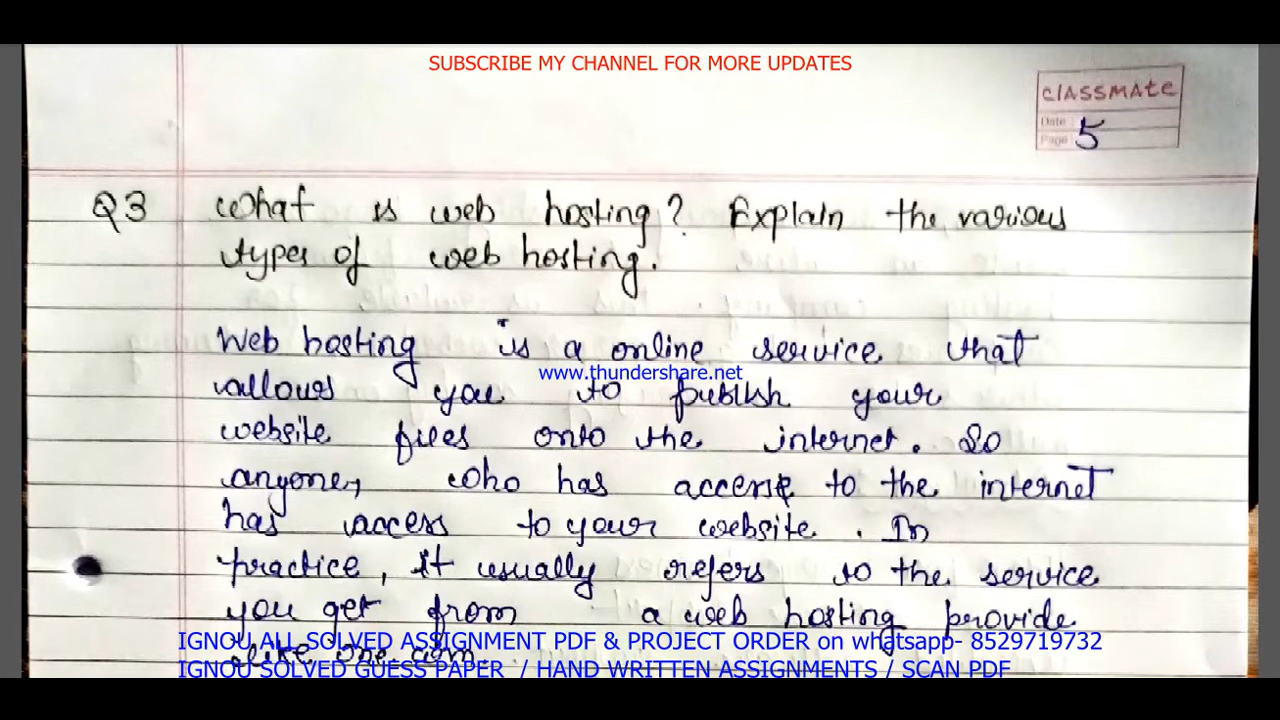 SUBSCRIBE MY CHANNEL FOR MORE UPDATES
CLASSMATE
Date
Page 5
Q3 What is web hosting? Explain the various
types of web hosting.
Web hosting is a online service that
www.thundershare.net
allows you to publish your
website files onto the internet. So
anyone, who has access to the internet
has access to your website. In
practice, it usually refers to the service
you get from a web hosting provide
IGNOU ALL SOLVED ASSIGNMENT PDF & PROJECT ORDER on whatsapp- 8529719732
like one.com.
IGNOU SOLVED GUESS PAPER / HAND WRITTEN ASSIGNMENTS / SCAN PDF